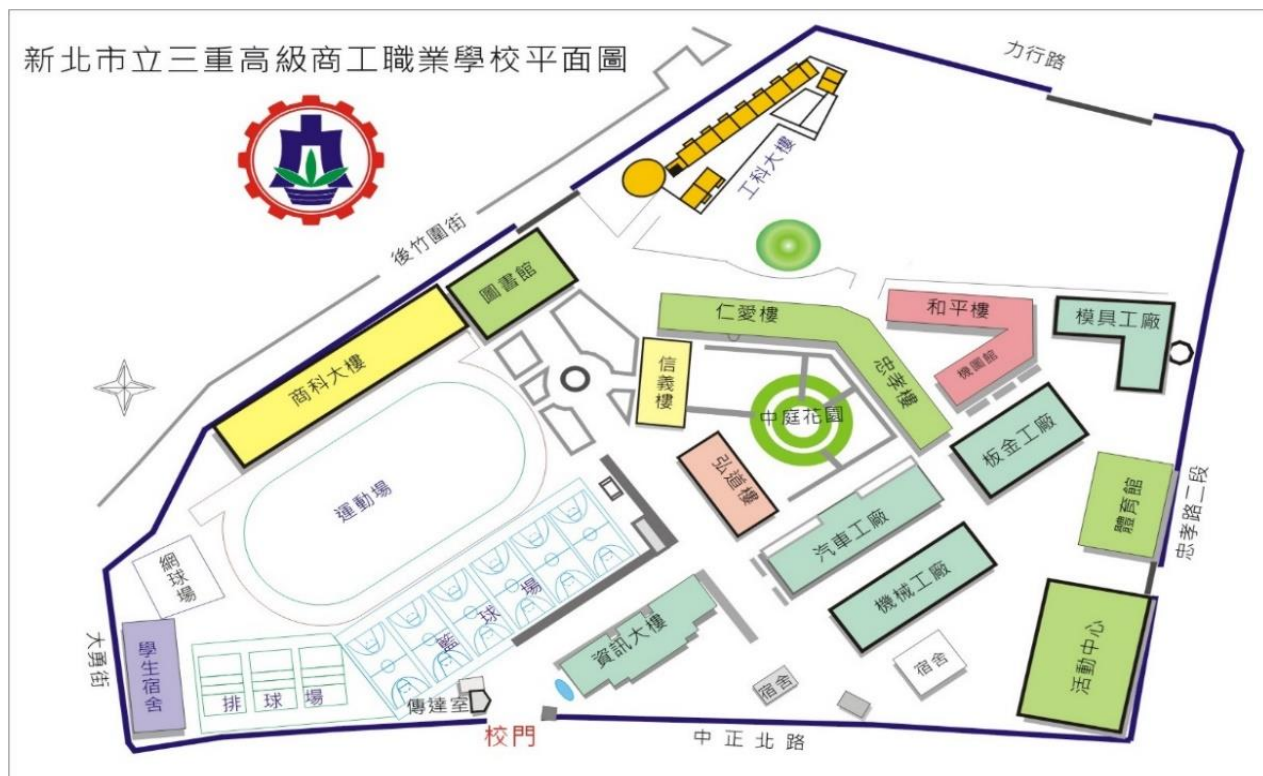 新北市立三重高級商工職業學校平面圖
力行路
工科大樓
後竹圍街
圖書館
仁愛樓
和平樓
模具工廠
機圖館
信義樓
忠孝樓
商科大樓
中庭花園
板金工廠
弘道樓
體育館
忠孝路二段
運動場
汽車工廠
網球場
機械工廠
籃球場
資訊大樓
大勇街
學生宿舍
宿舍
活動中心
宿舍
排球場
傳達室
校門
中正北路